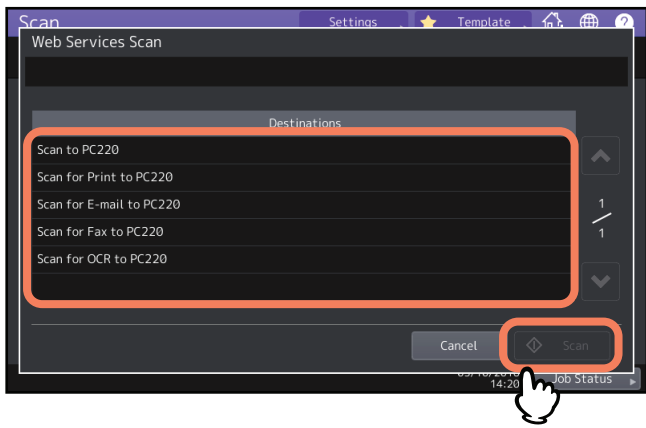 Scan
Settings
Template
?
Web Services Scan
Destinations
Scan to PC220
Scan for Print to PC220
Scan for E-mail to PC220
Scan for Fax to PC220
Scan for OCR to PC220
1
1
Cancel
Scan
14:20
Job Status